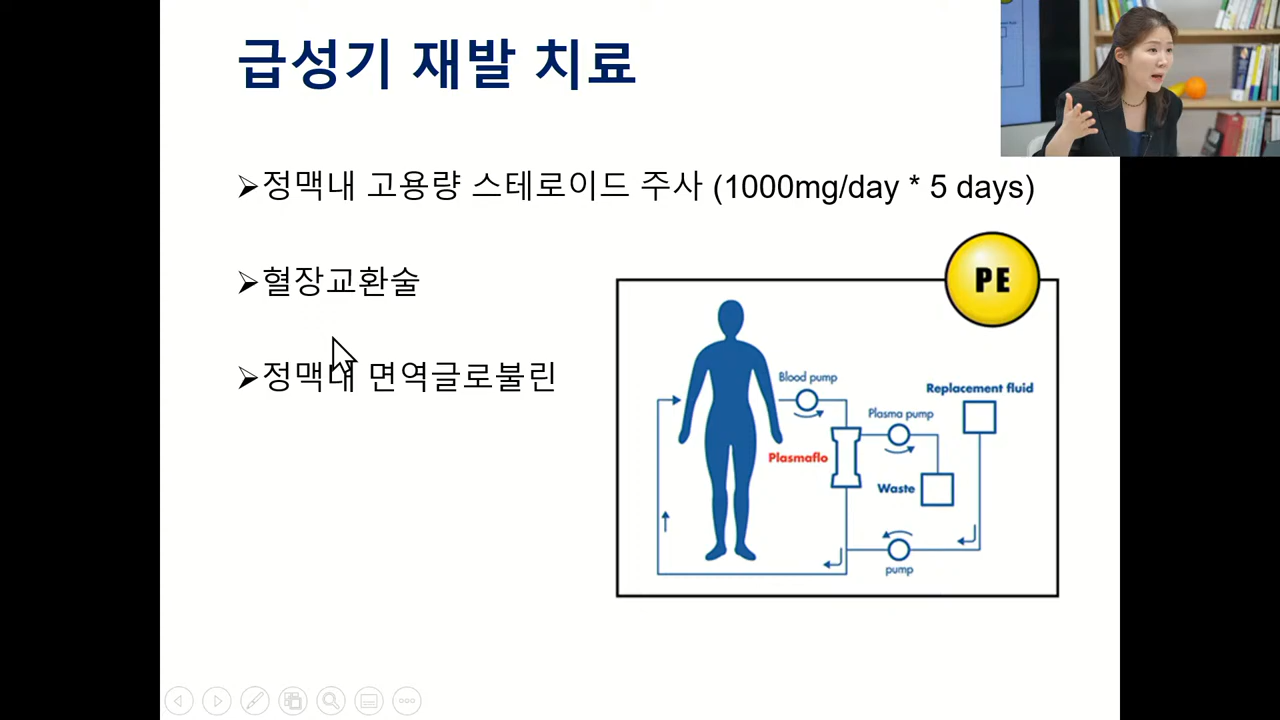 급성기 재발 치료
➢정맥내 고용량 스테로이드 주사 (1000mg/day * 5 days)
➢혈장교환술
➢정맥내 면역글로불린
PE
Blood pump
Replacement fluid
Plasma pump
Plasmaflo
Waste
pump